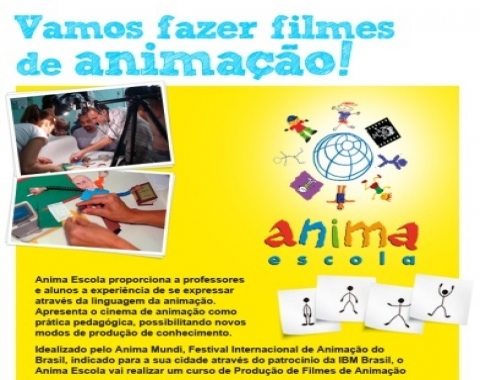 Vamos fazer filmes
de animação!
anima
escola
Anima Escola proporciona a professores
e alunos a experiência de se expressar
através da linguagem da animação.
Apresenta o cinema de animação como
prática pedagógica, possibilitando novos
modos de produção de conhecimento.
Idealizado pelo Anima Mundi, Festival Internacional de Animação do
Brasil, indicado para a sua cidade através do patrocínio da IBM Brasil, o
Anima Escola vai realizar um curso de Produção de Filmes de Animação